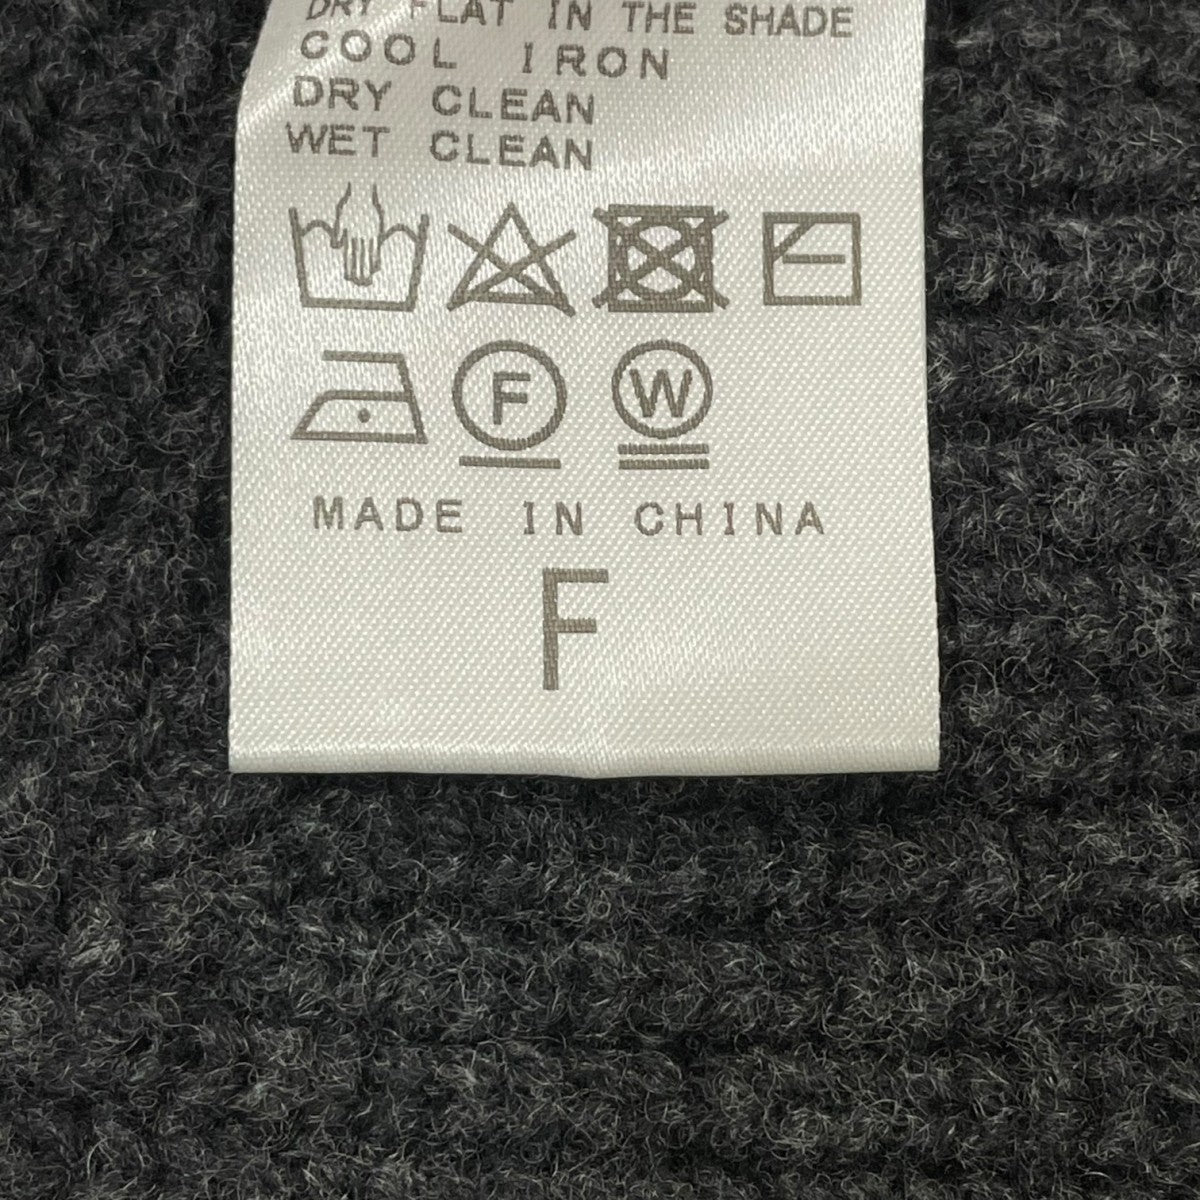 DRY FLAT IN THE SHADE
COOL IRON
DRY CLEAN
WET CLEAN
F
W
MADE IN CHINA
F